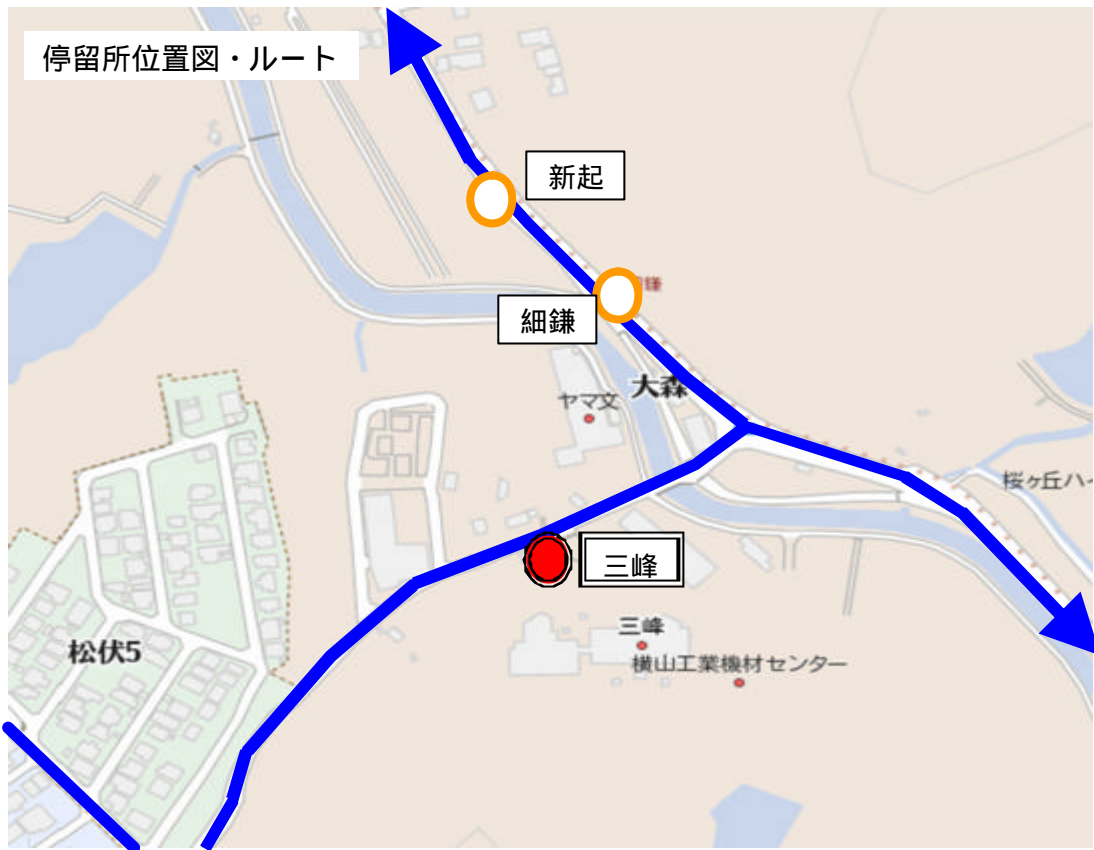 停留所位置図・ルート
新起
鎌
細鎌
大森
ヤマ文
桜ヶ丘ハイ
三峰
三峰
松伏5
横山工業機材センター